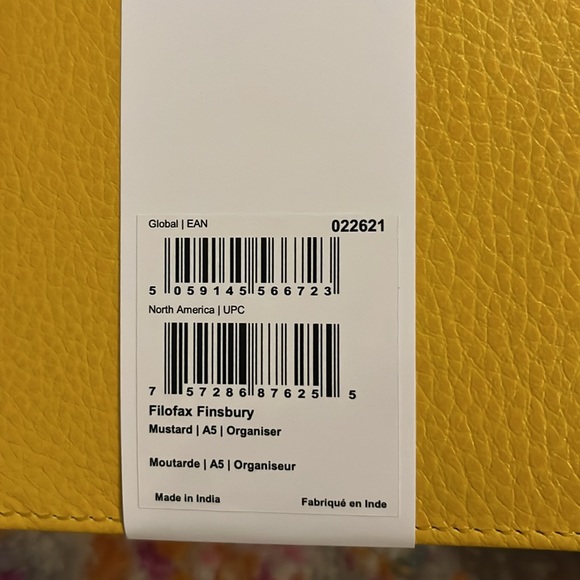 Global | EAN 022621
5 059145 566723
North America | UPC
7 57286 87625 5
Filofax Finsbury
Mustard | A5 | Organiser
Moutarde | A5 | Organiseur
Made in India Fabriqué en Inde